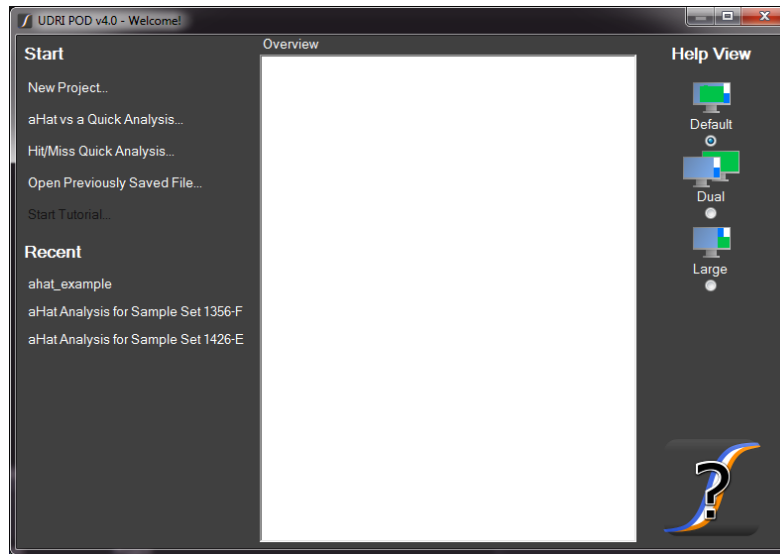 UDRI POD v4.0 - Welcome!
Start
New Project...
aHat vs a Quick Analysis...
Hit/Miss Quick Analysis...
Open Previously Saved File...
Start Tutorial...
Recent
ahat_example
aHat Analysis for Sample Set 1356-F
aHat Analysis for Sample Set 1426-E
Overview
Help View
Default
Dual
Large
?